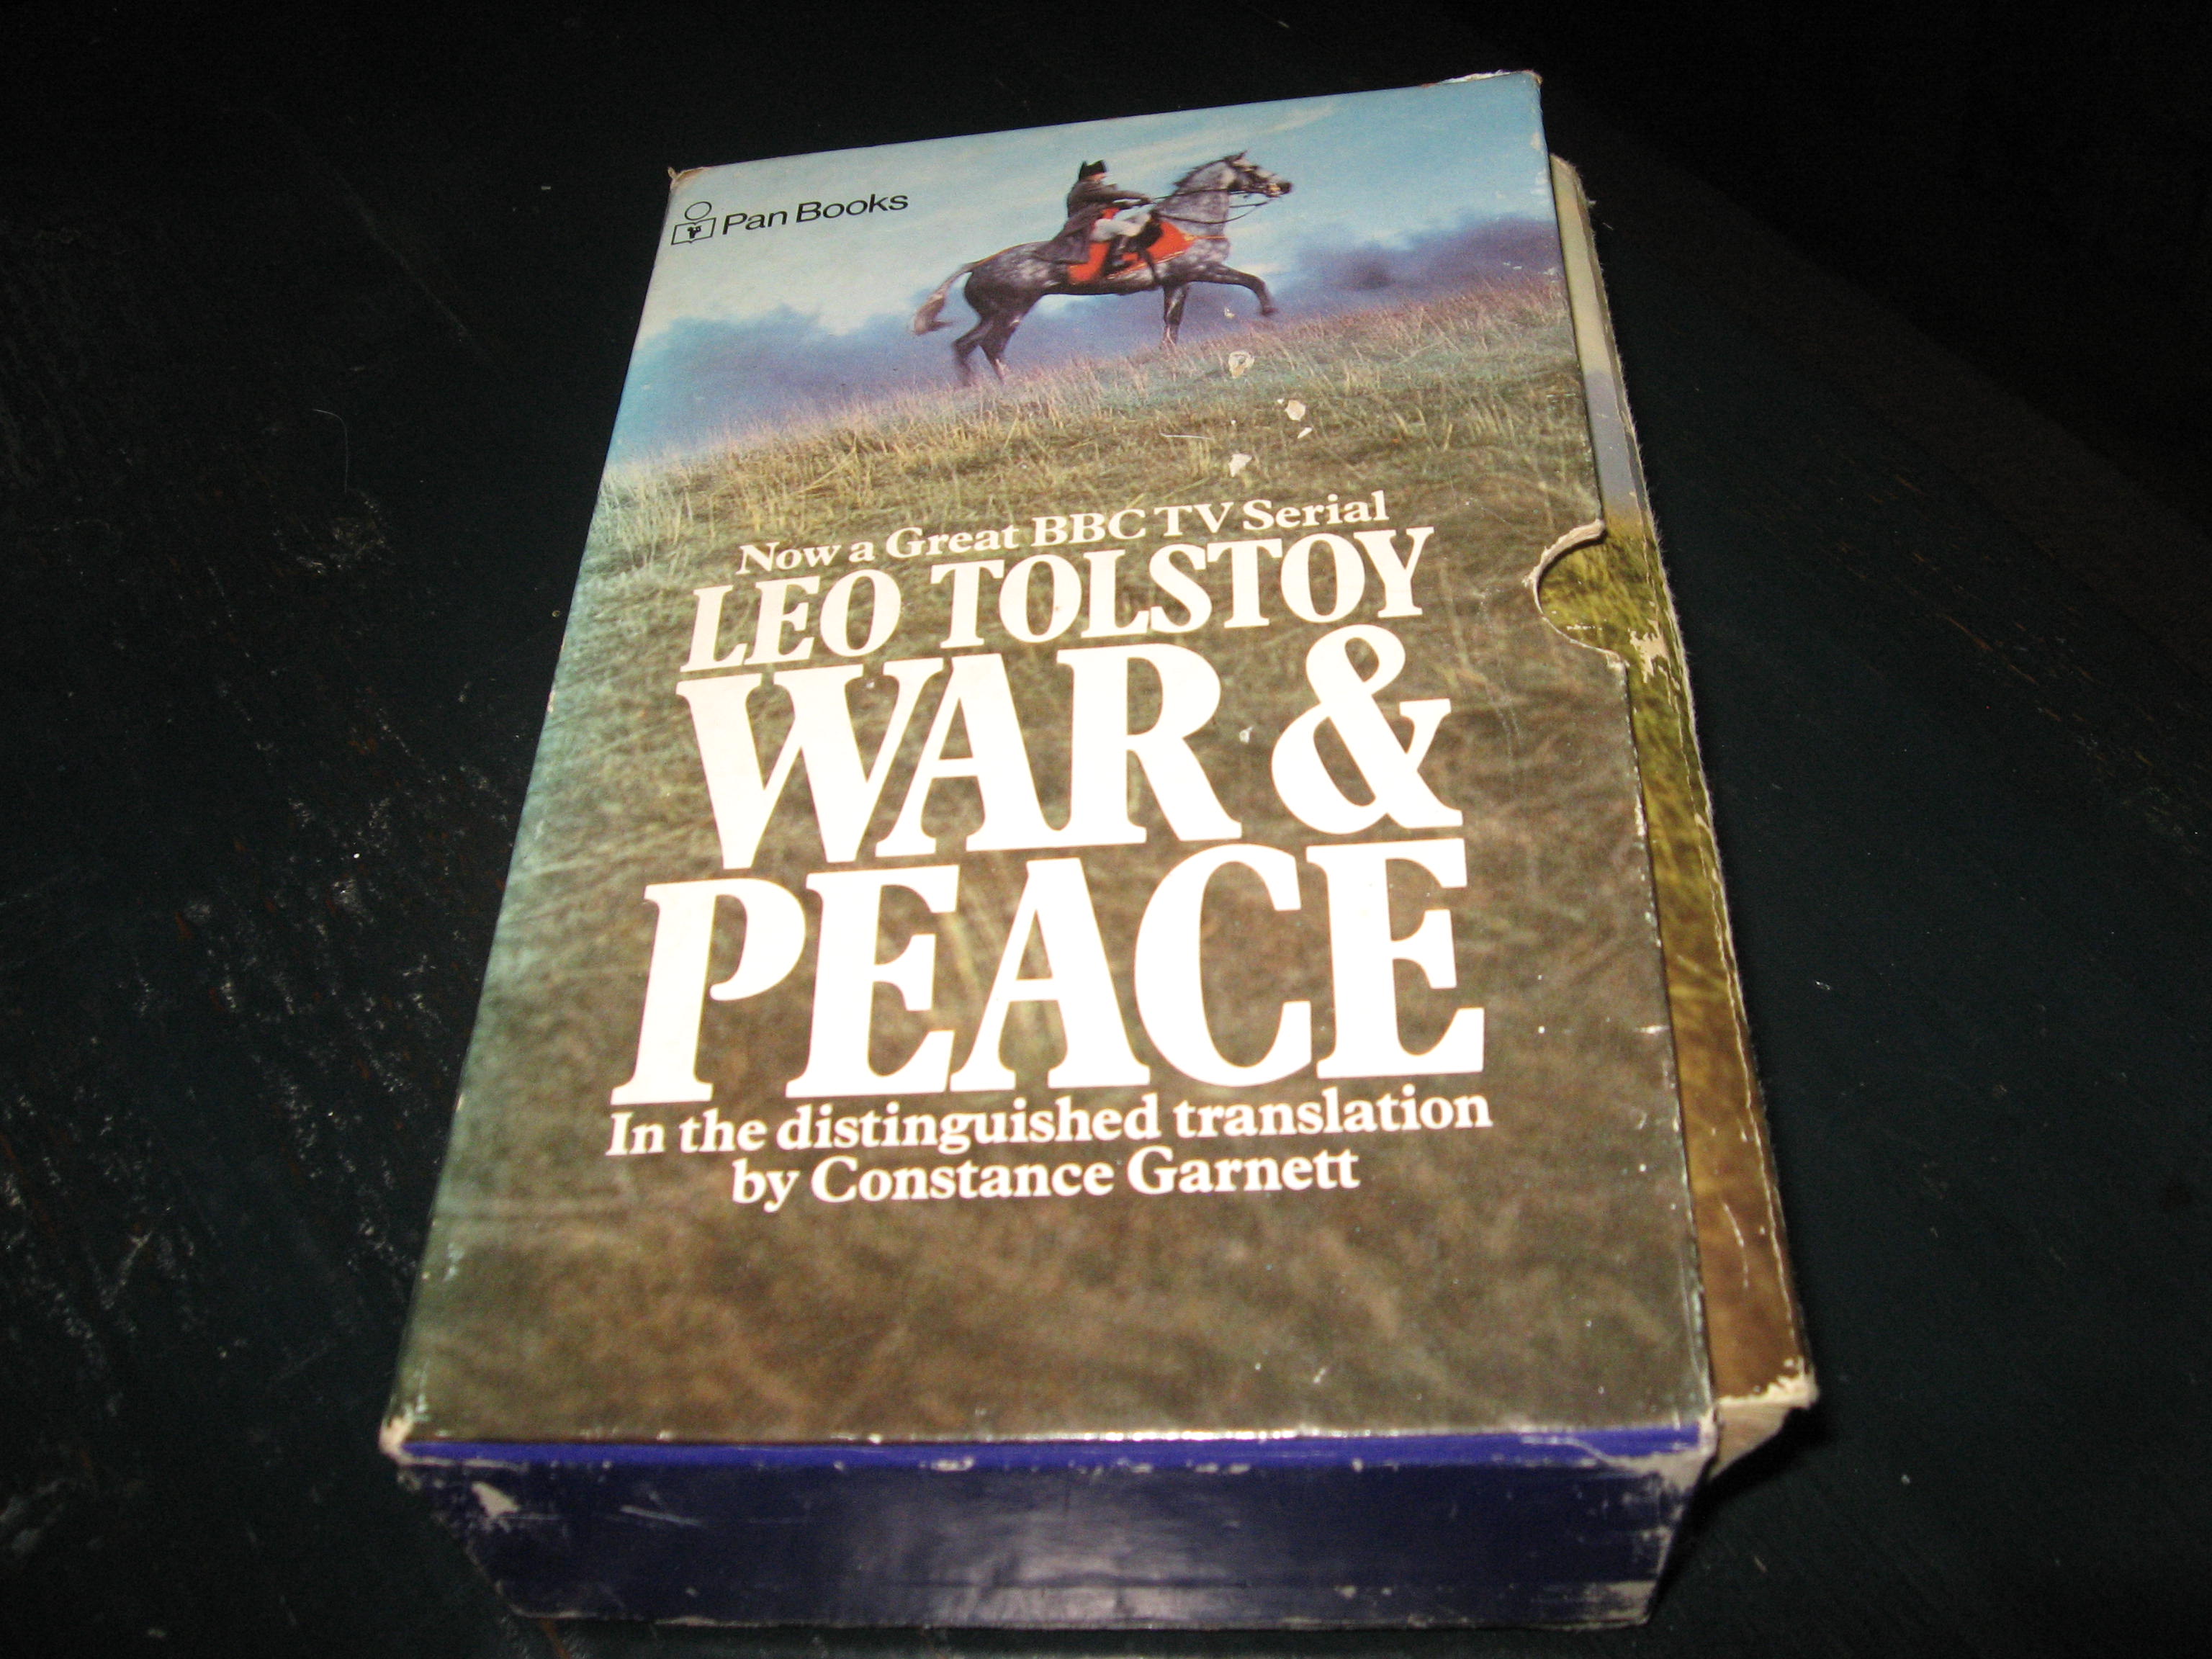 Pan Books
Now a Great BBC TV Serial
LEO TOLSTOY
WAR &
PEACE
In the distinguished translation
by Constance Garnett